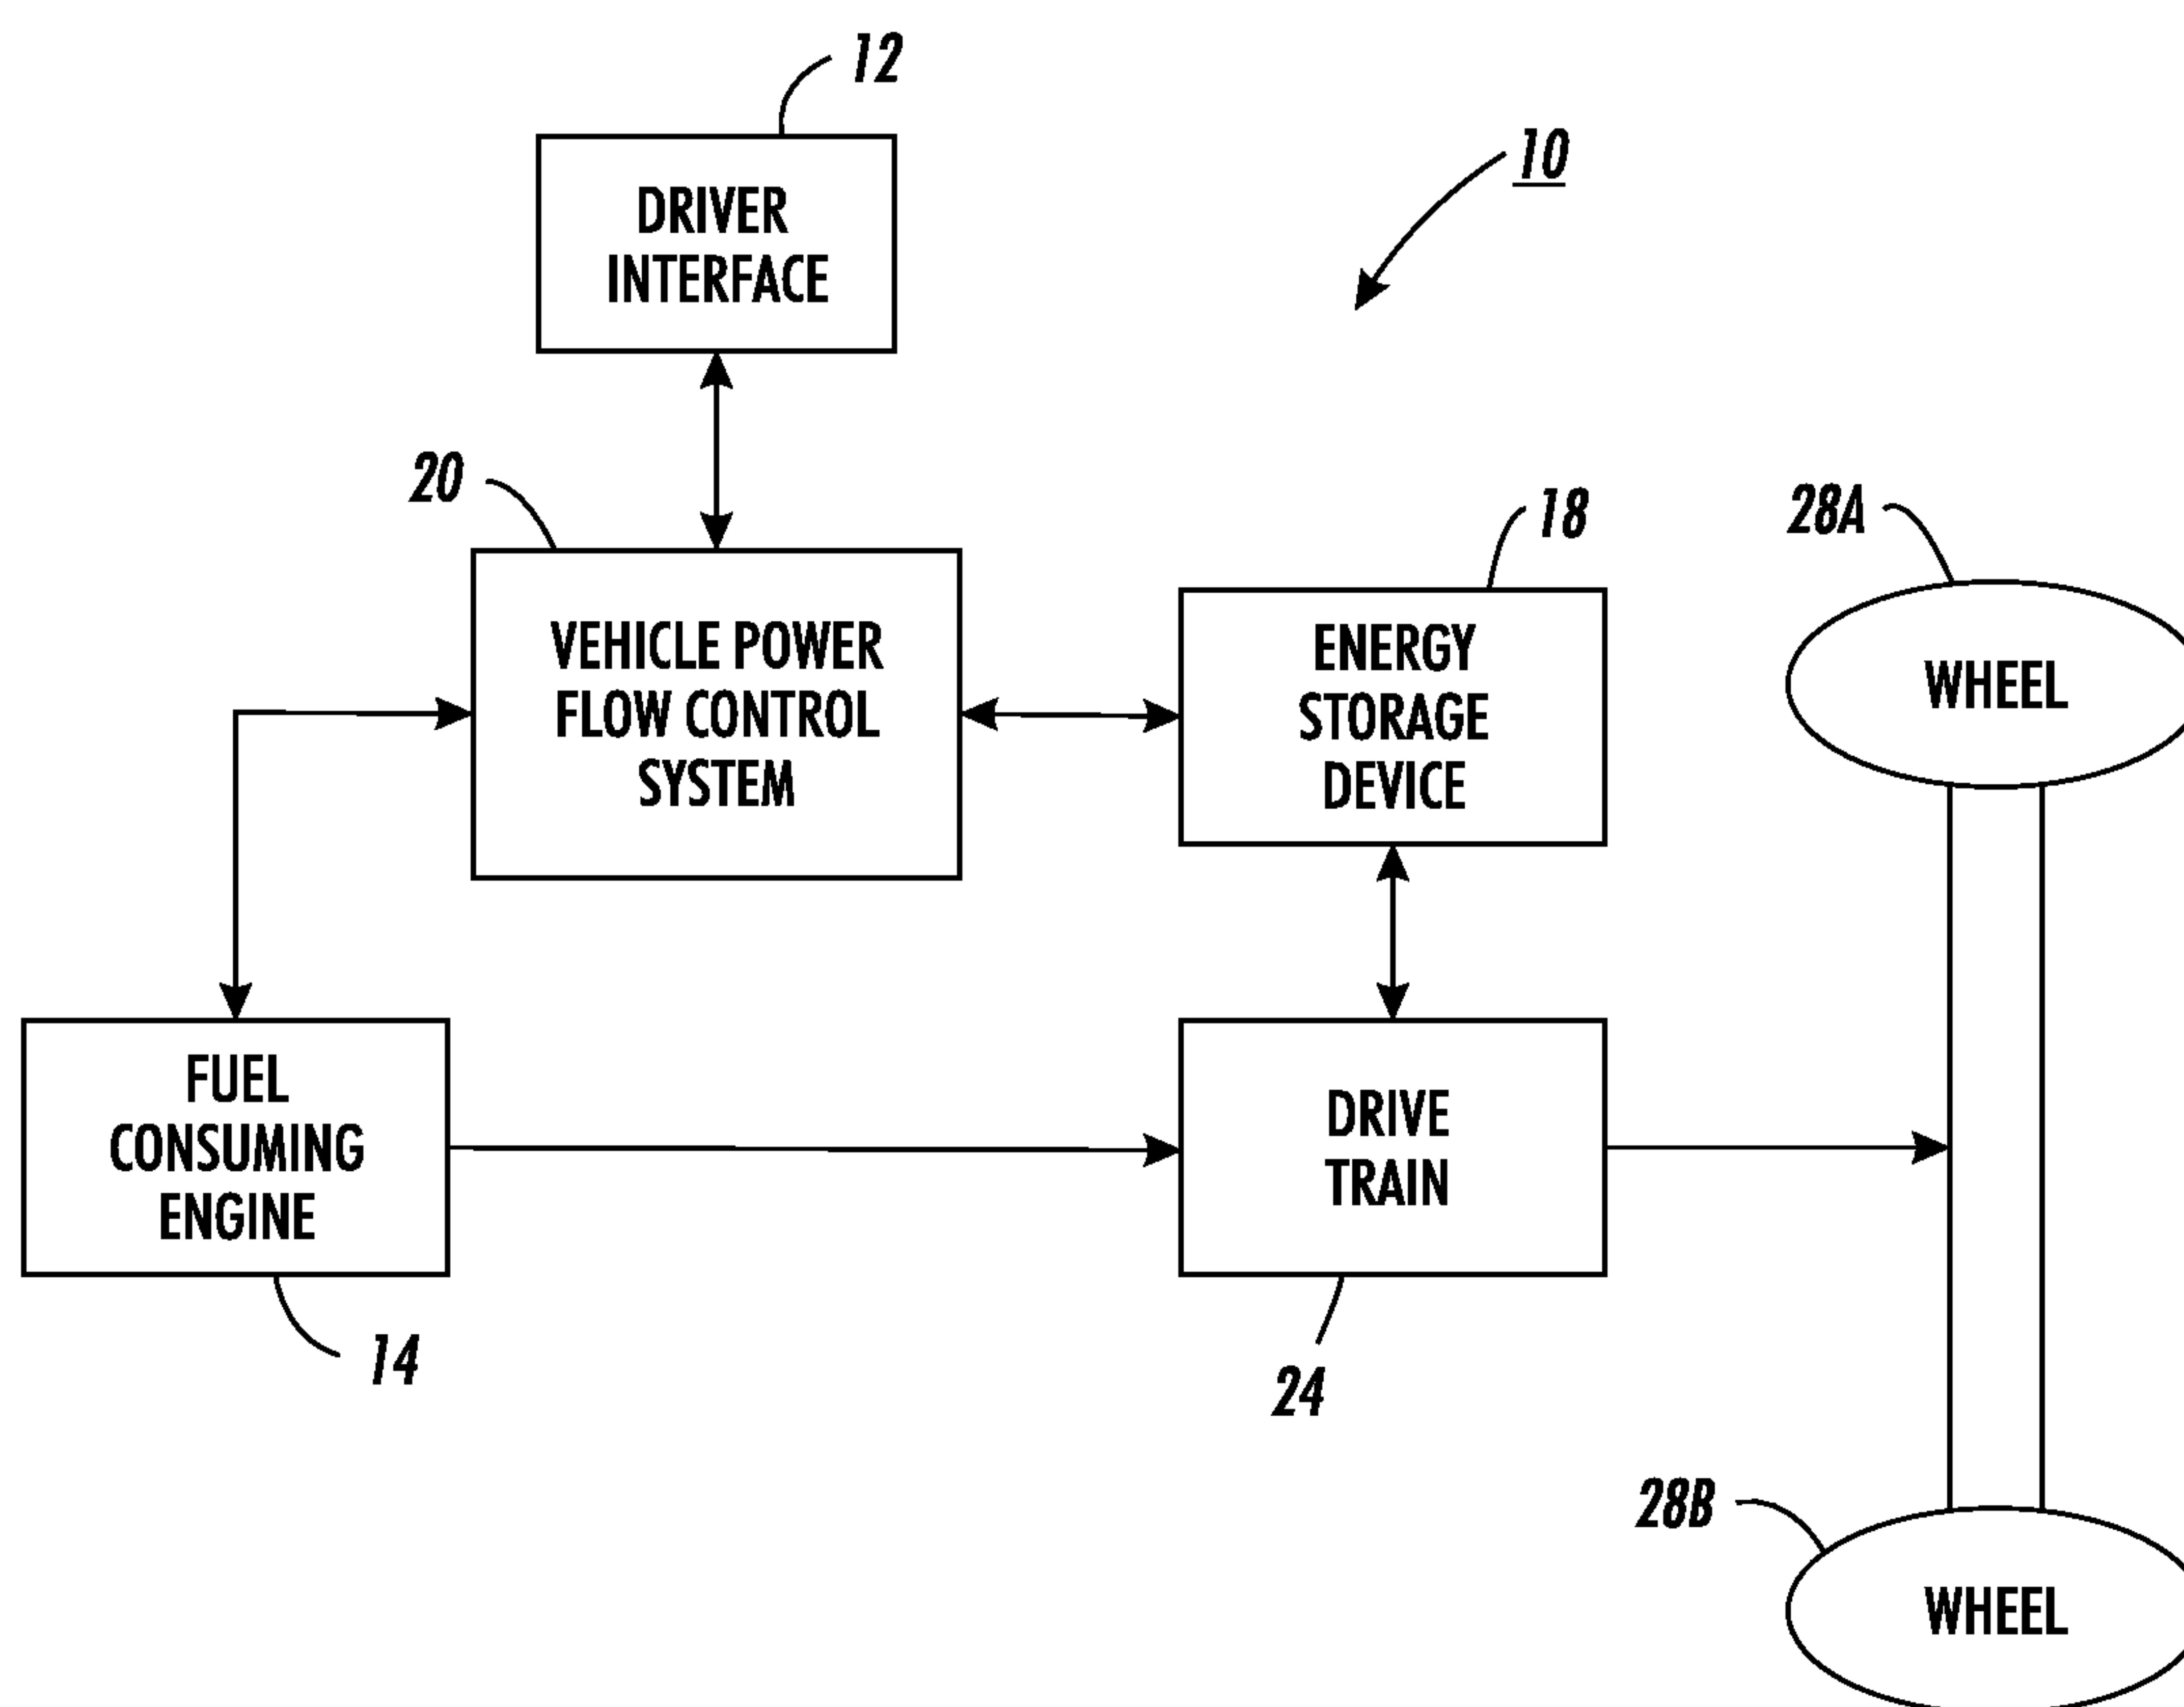 12
10
DRIVER
INTERFACE
20
18
28A
VEHICLE POWER
FLOW CONTROL
SYSTEM
ENERGY
STORAGE
DEVICE
WHEEL
FUEL
CONSUMING
ENGINE
DRIVE
TRAIN
14
24
28B
WHEEL